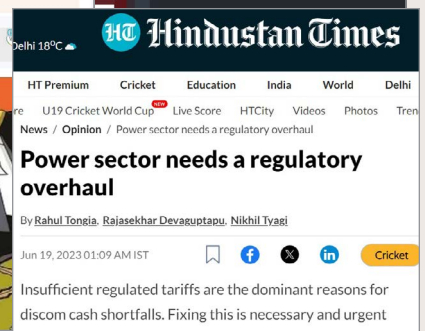 Delhi 18ºC
HT Hindustan Times
HT Premium Cricket Education India World Delhi
re U19 Cricket World Cup NEW Live Score HTCity Videos Photos Tren
News / Opinion / Power sector needs a regulatory overhaul
Power sector needs a regulatory
overhaul
By Rahul Tongia, Rajasekhar Devaguptapu, Nikhil Tyagi
Jun 19, 2023 01:09 AM IST Cricket
Insufficient regulated tariffs are the dominant reasons for
discom cash shortfalls. Fixing this is necessary and urgent